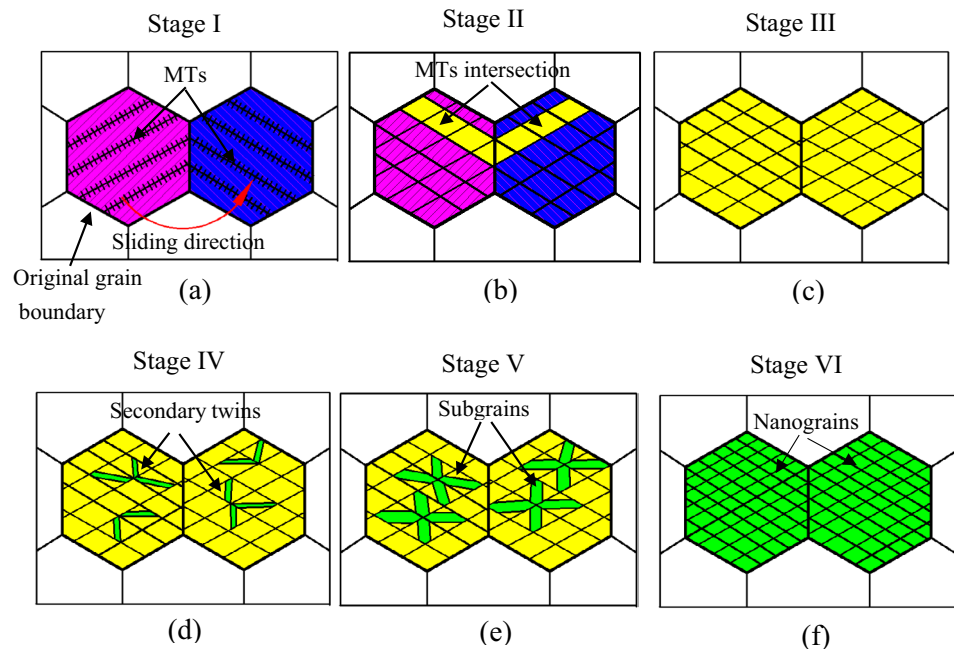 Stage I
Stage II
Stage III
MTs
MTs intersection
Sliding direction
Original grain
boundary
(a)
(b)
(c)
Stage IV
Stage V
Stage VI
Secondary twins
Subgrains
Nanograins
(d)
(e)
(f)